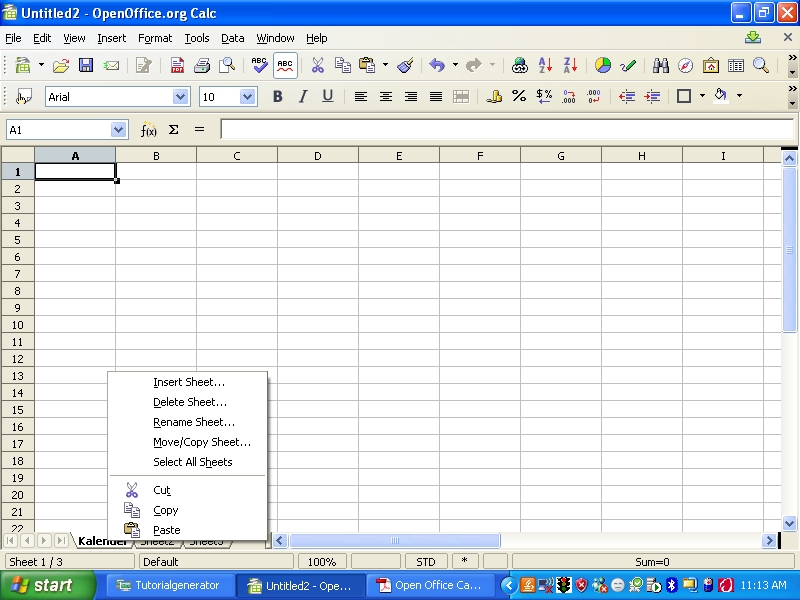 Untitled2 - OpenOffice.org Calc
File Edit View Insert Format Tools Data Window Help
ABC ABC
Arial 10 B I U
A1 f(x) Σ =
A B C D E F G H I
1
2
3
4
5
6
7
8
9
10
11
12
13
14
15
16
17
18
19
20
21
22
Insert Sheet...
Delete Sheet...
Rename Sheet...
Move/Copy Sheet...
Select All Sheets
Cut
Copy
Paste
Kalender Sheet2 Sheet3
Sheet 1 / 3 Default 100% STD * Sum=0
start Tutorialgenerator Untitled2 - Ope... Open Office Ca... 11:13 AM